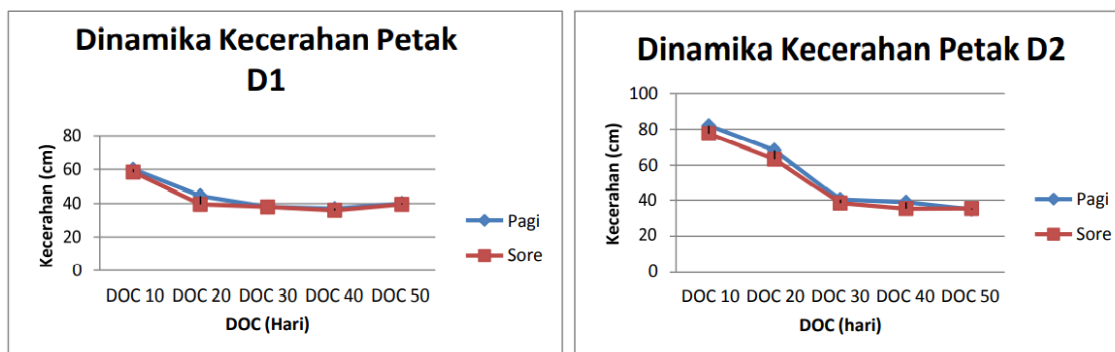 Dinamika Kecerahan Petak
D1
Kecerahan (cm)
80
60
40
20
0
DOC 10 DOC 20 DOC 30 DOC 40 DOC 50
DOC (Hari)
Pagi
Sore
Dinamika Kecerahan Petak D2
Kecerahan (cm)
100
80
60
40
20
0
DOC 10 DOC 20 DOC 30 DOC 40 DOC 50
DOC (hari)
Pagi
Sore